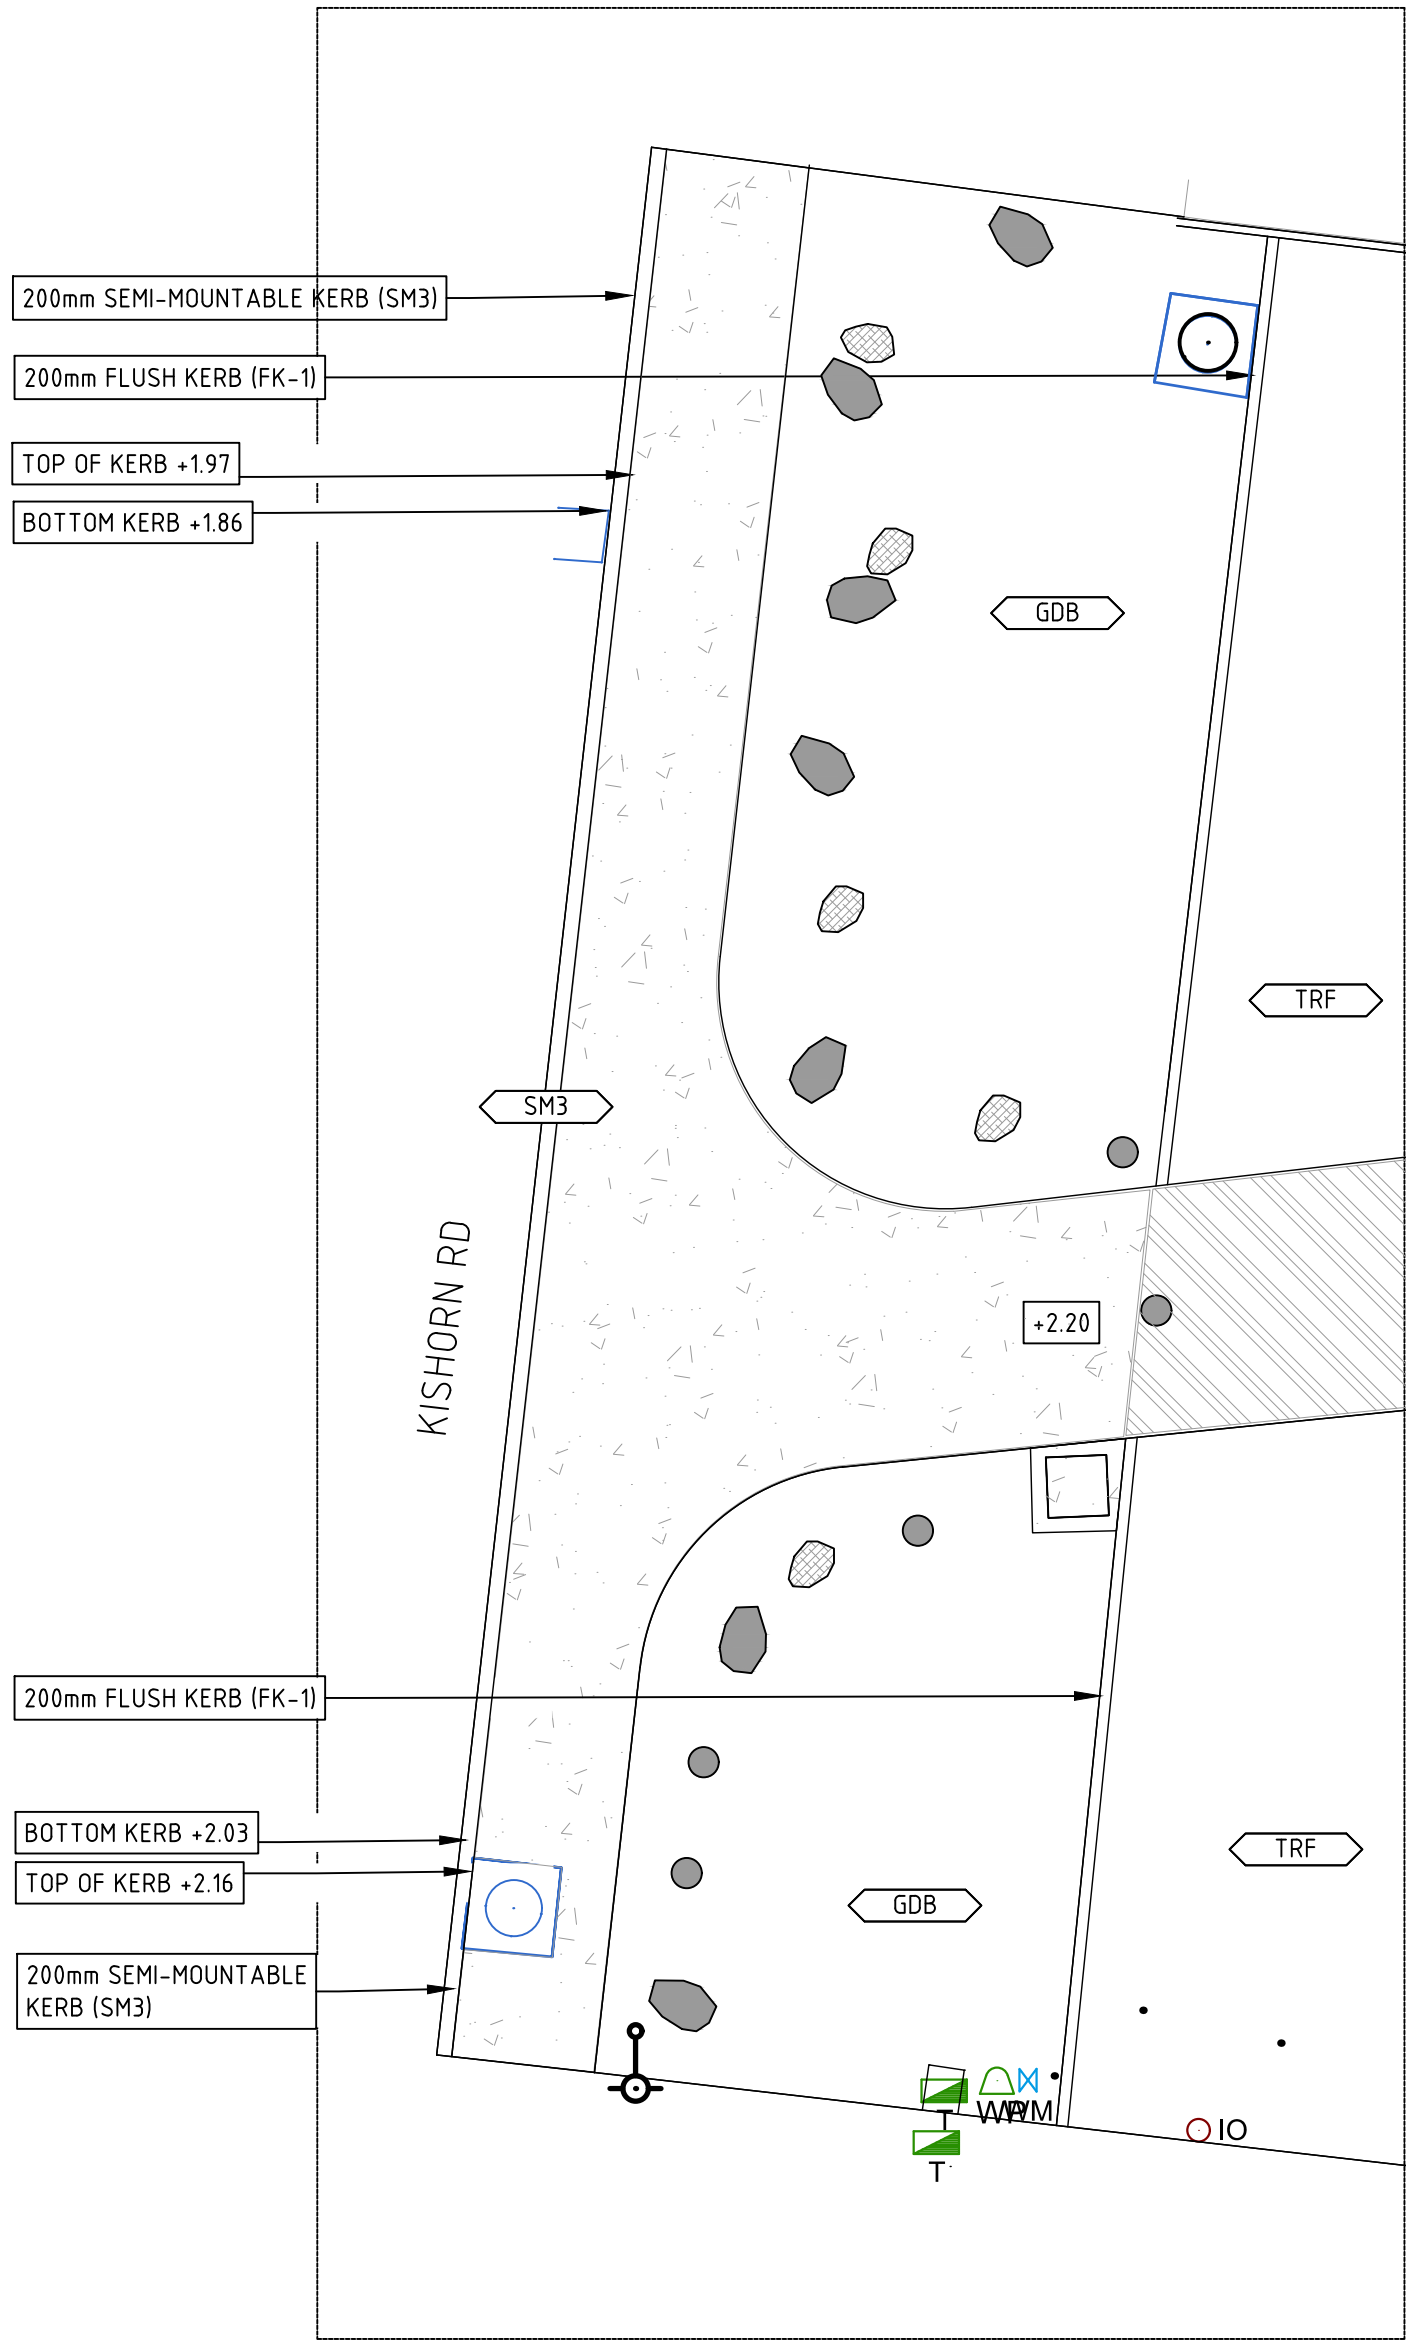 200mm SEMI-MOUNTABLE KERB (SM3)
200mm FLUSH KERB (FK-1)
TOP OF KERB +1.97
BOTTOM KERB +1.86
GDB
TRF
SM3
KISHORN RD
+2.20
200mm FLUSH KERB (FK-1)
BOTTOM KERB +2.03
TOP OF KERB +2.16
TRF
GDB
200mm SEMI-MOUNTABLE
KERB (SM3)
T
IO
T